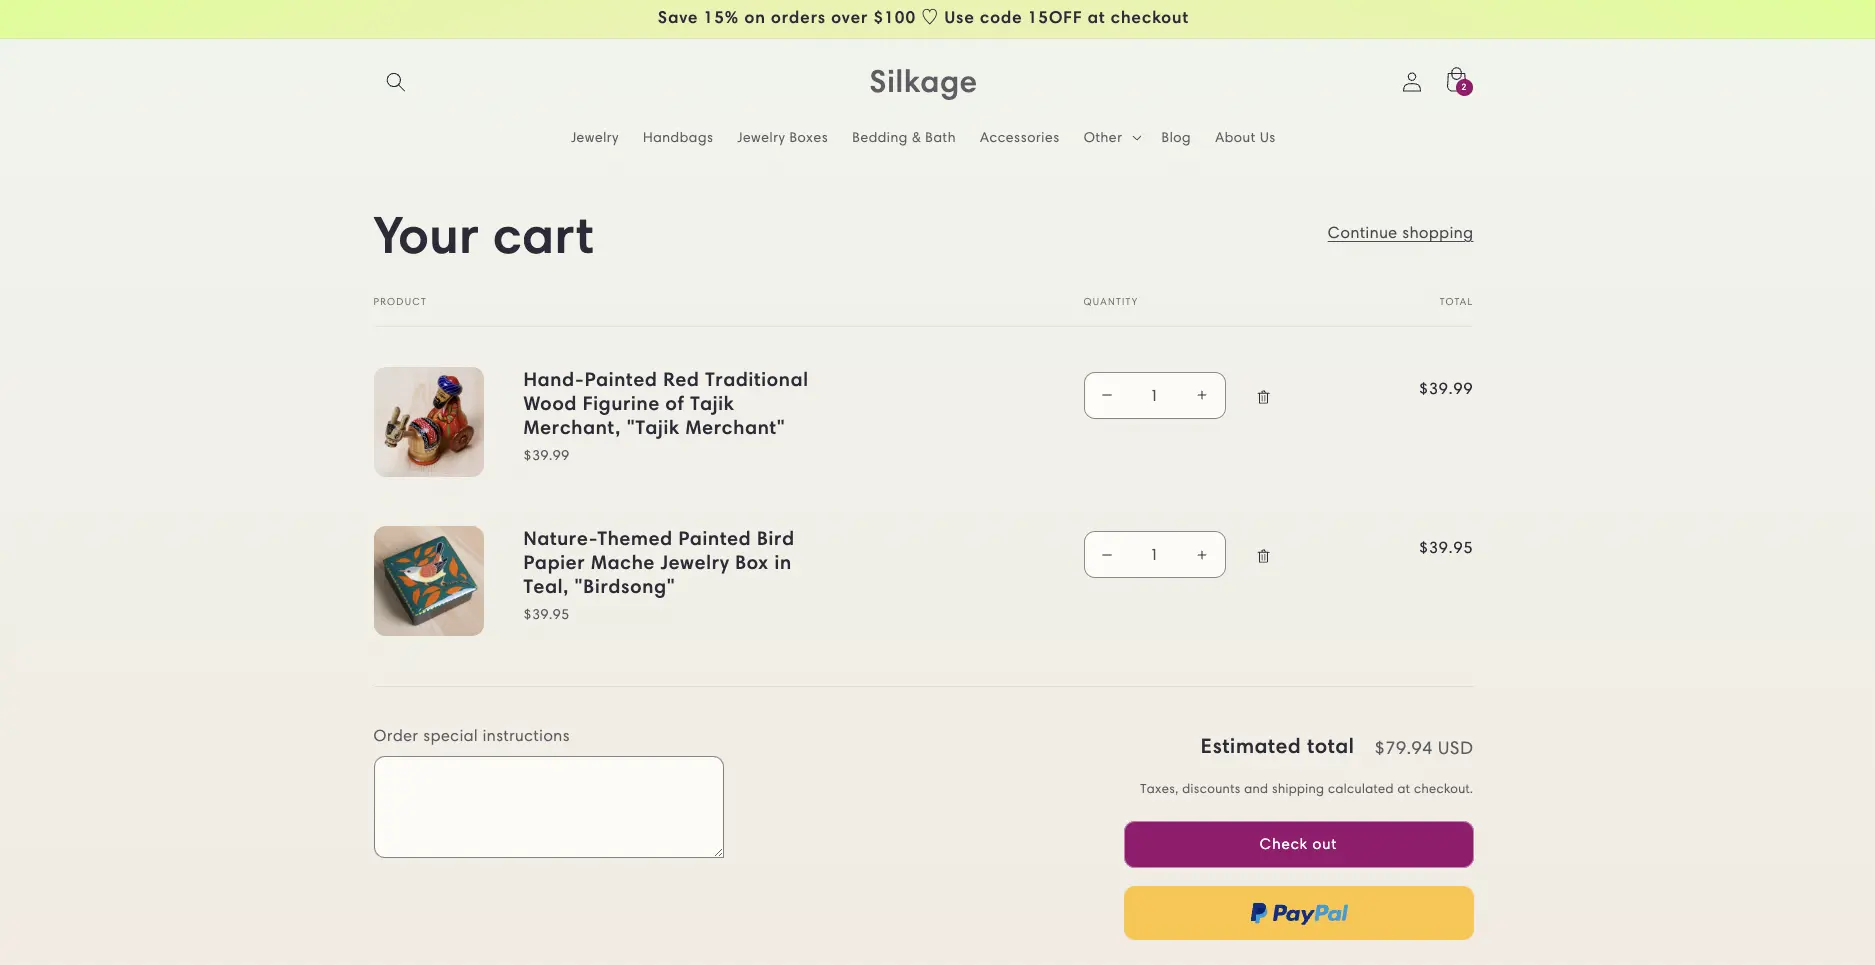 Save 15% on orders over $100 ♡ Use code 15OFF at checkout
Silkage
2
Jewelry Handbags Jewelry Boxes Bedding & Bath Accessories Other Blog About Us
Your cart
Continue shopping
PRODUCT QUANTITY TOTAL
Hand-Painted Red Traditional
Wood Figurine of Tajik
Merchant, "Tajik Merchant"
$39.99
1
$39.99
Nature-Themed Painted Bird
Papier Mache Jewelry Box in
Teal, "Birdsong"
$39.95
1
$39.95
Order special instructions
Estimated total $79.94 USD
Taxes, discounts and shipping calculated at checkout.
Check out
PayPal